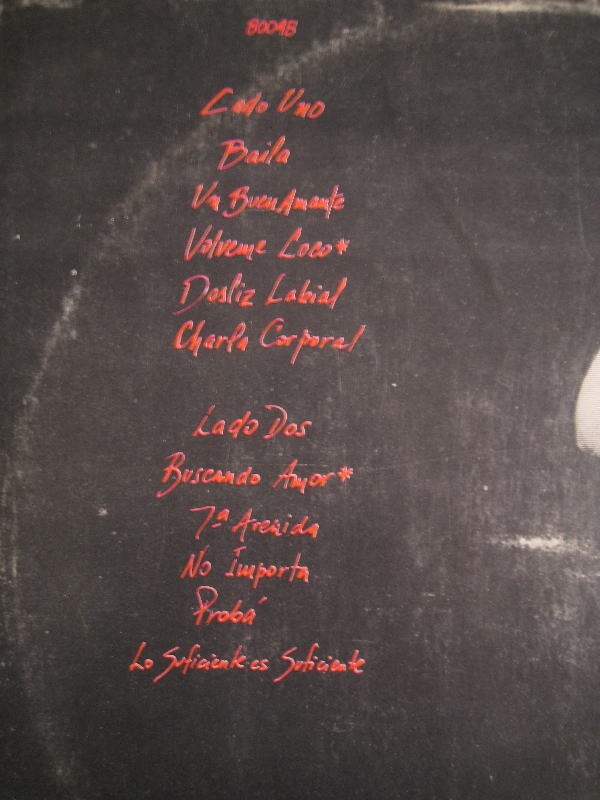 80048
Lado Uno
Baila
Un Buen Amante
Volveme Loco*
Desliz Labial
Charla Corporal
Lado Dos
Buscando Amor*
7ª Avenida
No Importa
Probá
Lo Suficiente es Suficiente